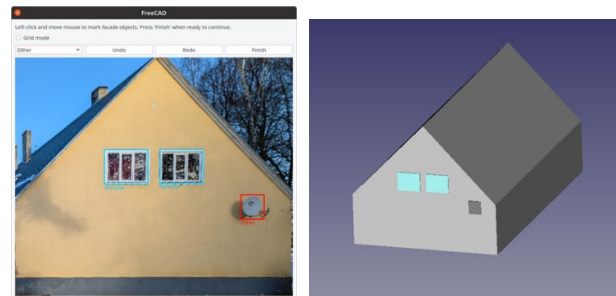 FreeCAD
Left-click and move mouse to mark facade objects. Press 'Finish' when ready to continue.
Grid mode
Other
Undo
Redo
Finish